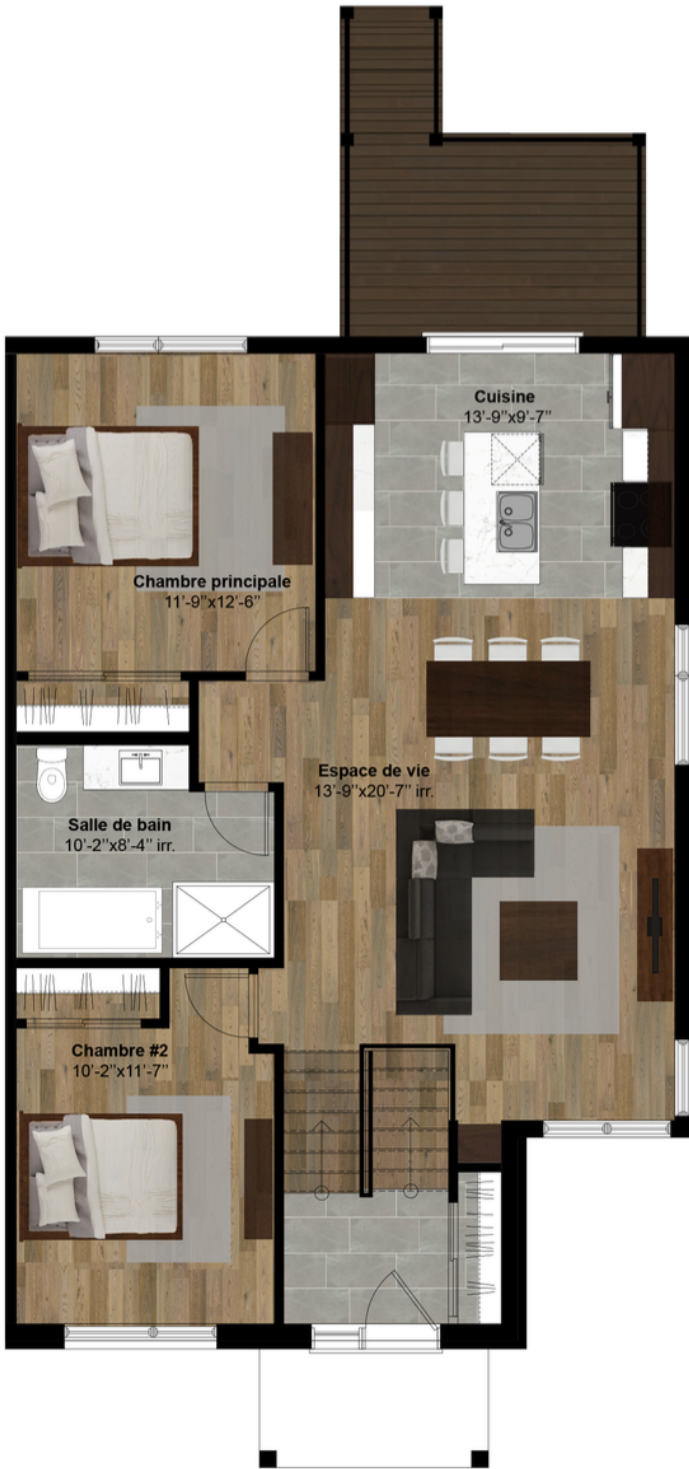 Cuisine
13'-9''x9'-7''
Chambre principale
11'-9''x12'-6''
Espace de vie
13'-9''x20'-7'' irr.
Salle de bain
10'-2''x8'-4'' irr.
Chambre #2
10'-2''x11'-7''